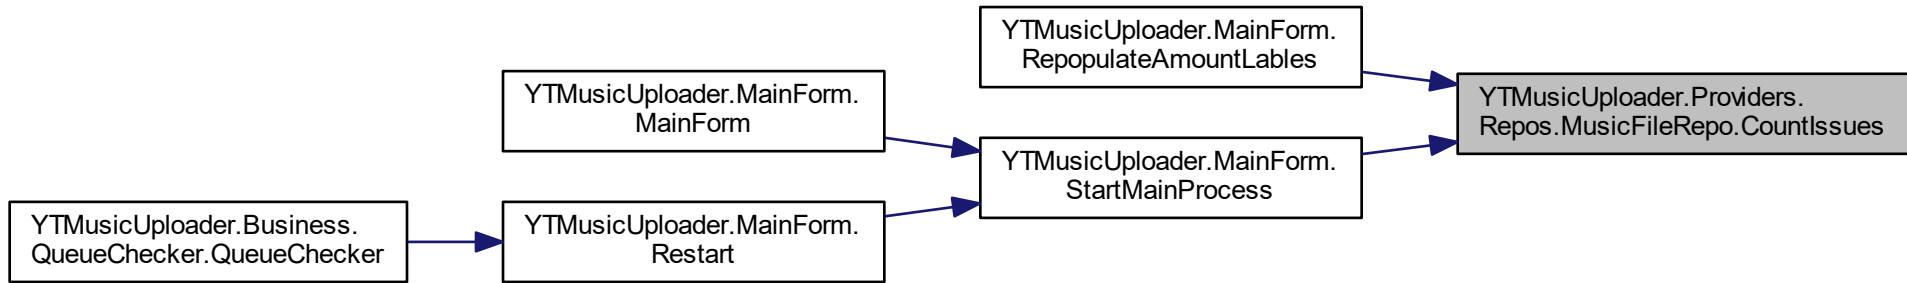 YTMusicUploader.MainForm.
RepopulateAmountLables
YTMusicUploader.MainForm.
MainForm
YTMusicUploader.Providers.
Repos.MusicFileRepo.CountIssues
YTMusicUploader.MainForm.
StartMainProcess
YTMusicUploader.Business.
QueueChecker.QueueChecker
YTMusicUploader.MainForm.
Restart